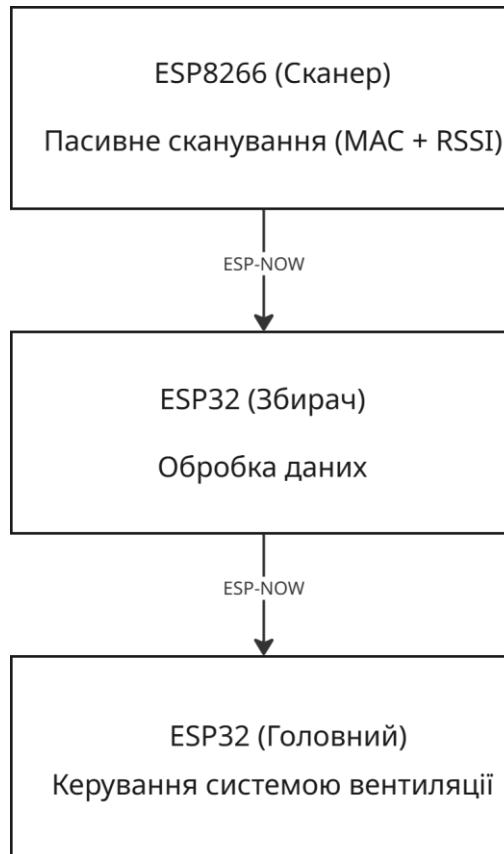 ESP8266 (Сканер)
Пасивне сканування (MAC + RSSI)
ESP-NOW
ESP32 (Збирач)
Обробка даних
ESP-NOW
ESP32 (Головний)
Керування системою вентиляції